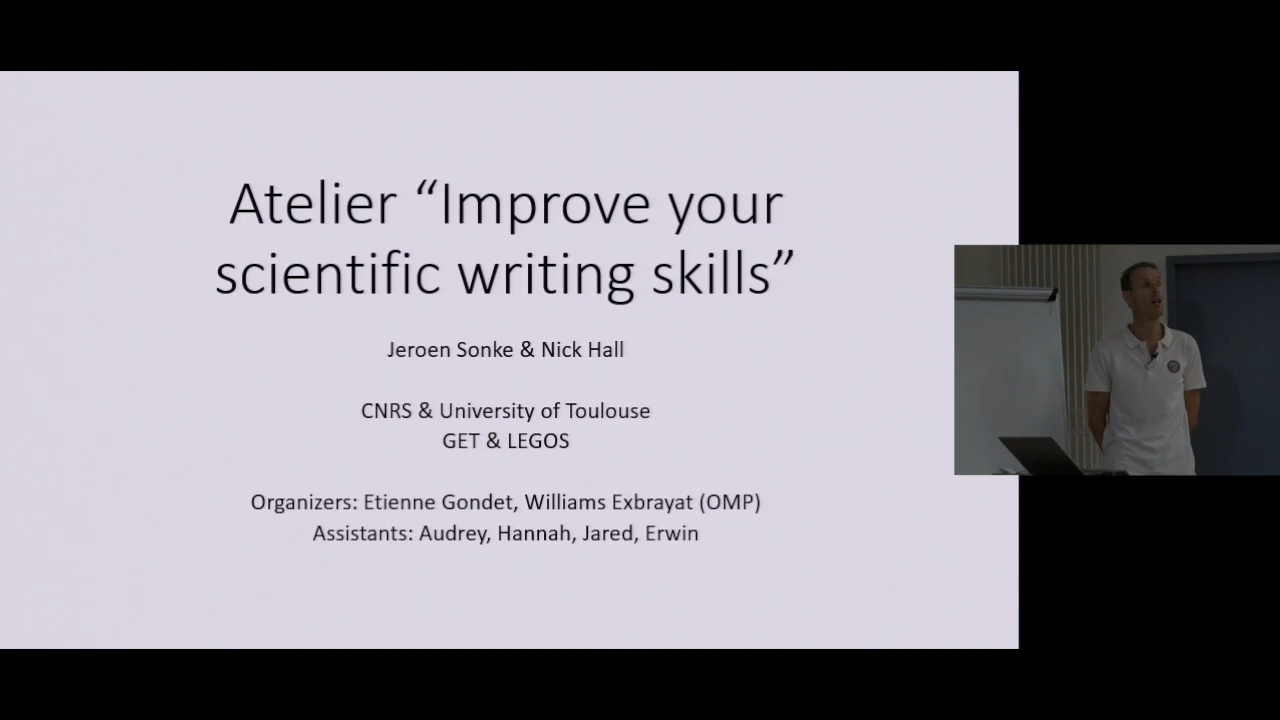 Atelier “Improve your
scientific writing skills”
Jeroen Sonke & Nick Hall
CNRS & University of Toulouse
GET & LEGOS
Organizers: Etienne Gondet, Williams Exbrayat (OMP)
Assistants: Audrey, Hannah, Jared, Erwin